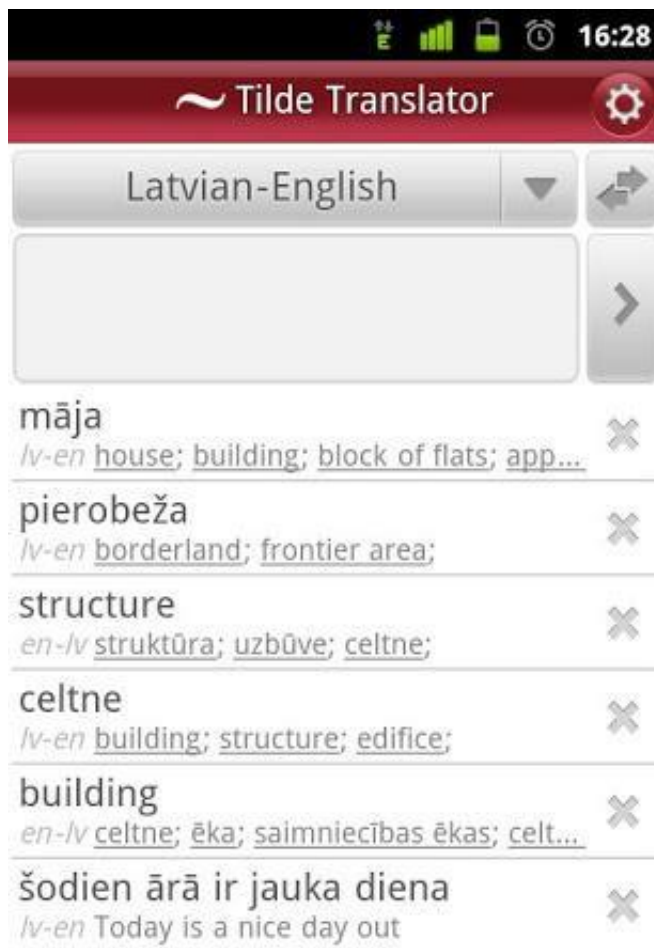 16:28
~ Tilde Translator
Latvian-English
māja
lv-en house; building; block of flats; app...
pierobeža
lv-en borderland; frontier area;
structure
en-lv struktūra; uzbūve; celtne;
celtne
lv-en building; structure; edifice;
building
en-lv celtne; ēka; saimniecības ēkas; celt...
šodien ārā ir jauka diena
lv-en Today is a nice day out